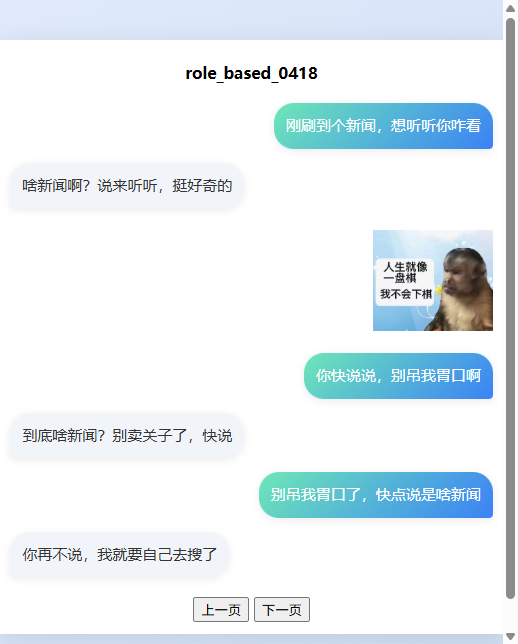 role_based_0418
刚刷到个新闻，想听听你咋看
啥新闻啊？说来听听，挺好奇的
人生就像
一盘棋
我不会下棋
你快说说，别吊我胃口啊
到底啥新闻？别卖关子了，快说
别吊我胃口了，快点说是啥新闻
你再不说，我就要自己去搜了
上一页 下一页